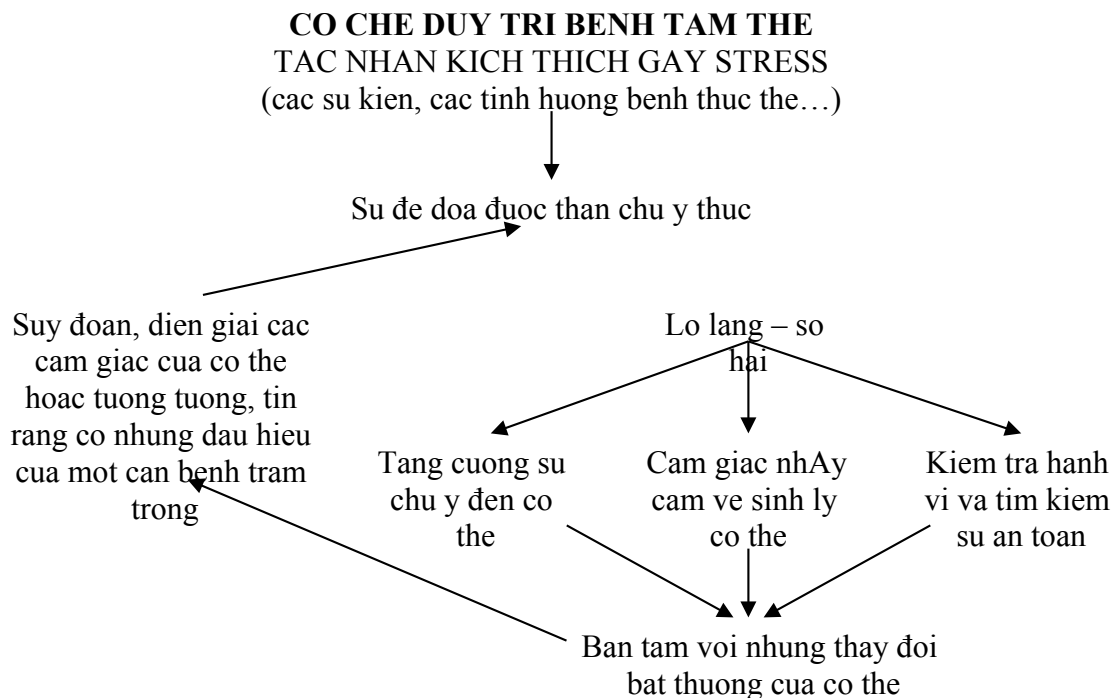 CO CHE DUY TRI BENH TAM THE
TAC NHAN KICH THICH GAY STRESS
(cac su kien, cac tinh huong benh thuc the…)
Su đe doa đuoc than chu y thuc
Suy đoan, dien giai cac
cam giac cua co the
hoac tuong tuong, tin
rang co nhung dau hieu
cua mot can benh tram
trong
Lo lang – so
hai
Tang cuong su
chu y đen co
the
Cam giac nhAy
cam ve sinh ly
co the
Kiem tra hanh
vi va tim kiem
su an toan
Ban tam voi nhung thay đoi
bat thuong cua co the